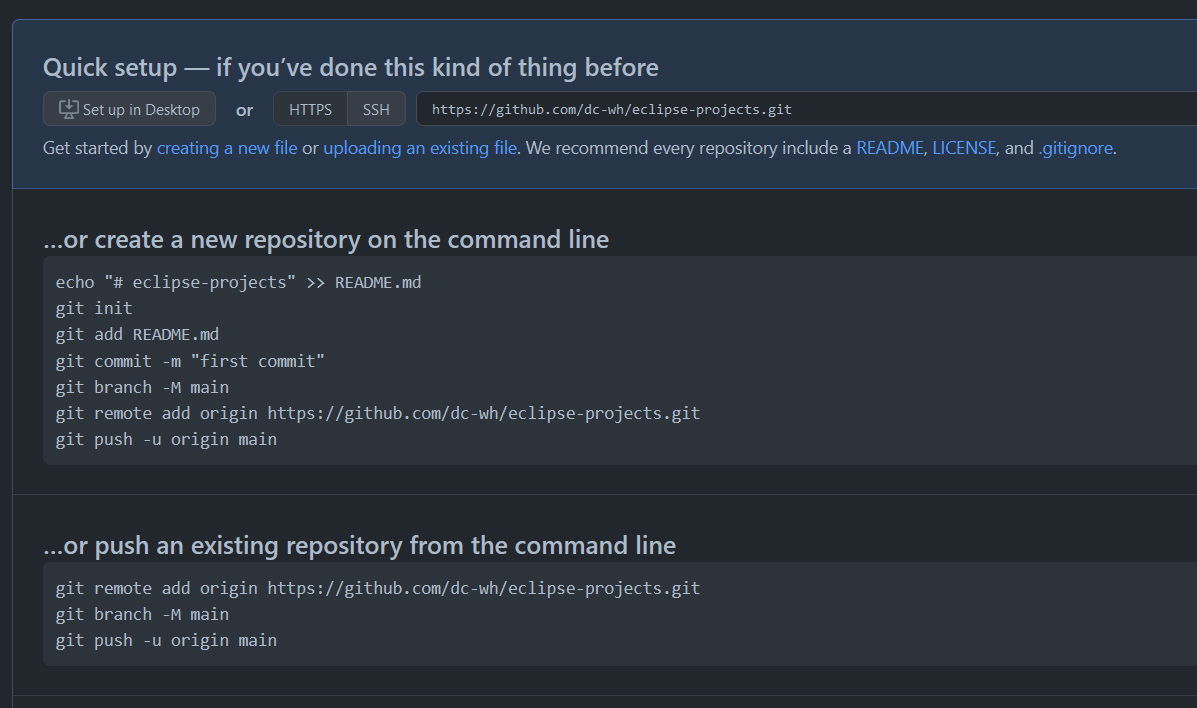 Quick setup — if you’ve done this kind of thing before
Set up in Desktop or HTTPS SSH https://github.com/dc-wh/eclipse-projects.git
Get started by creating a new file or uploading an existing file. We recommend every repository include a README, LICENSE, and .gitignore.
…or create a new repository on the command line
echo "# eclipse-projects" >> README.md
git init
git add README.md
git commit -m "first commit"
git branch -M main
git remote add origin https://github.com/dc-wh/eclipse-projects.git
git push -u origin main
…or push an existing repository from the command line
git remote add origin https://github.com/dc-wh/eclipse-projects.git
git branch -M main
git push -u origin main